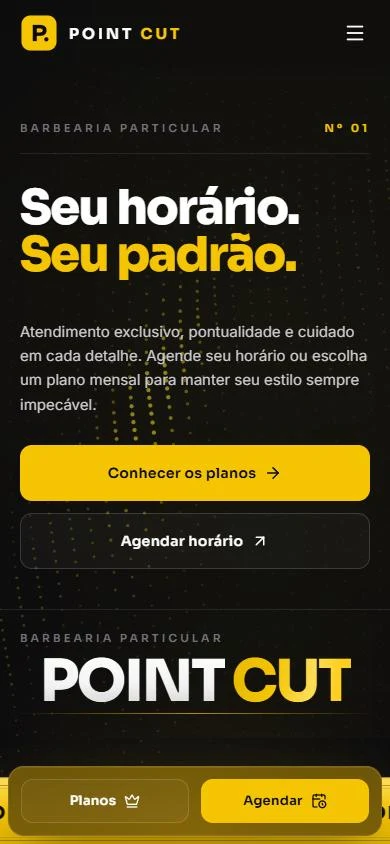 P. POINT CUT
BARBEARIA PARTICULAR Nº 01
Seu horário.
Seu padrão.
Atendimento exclusivo, pontualidade e cuidado
em cada detalhe. Agende seu horário ou escolha
um plano mensal para manter seu estilo sempre
impecável.
Conhecer os planos
Agendar horário
BARBEARIA PARTICULAR
POINT CUT
Planos Agendar